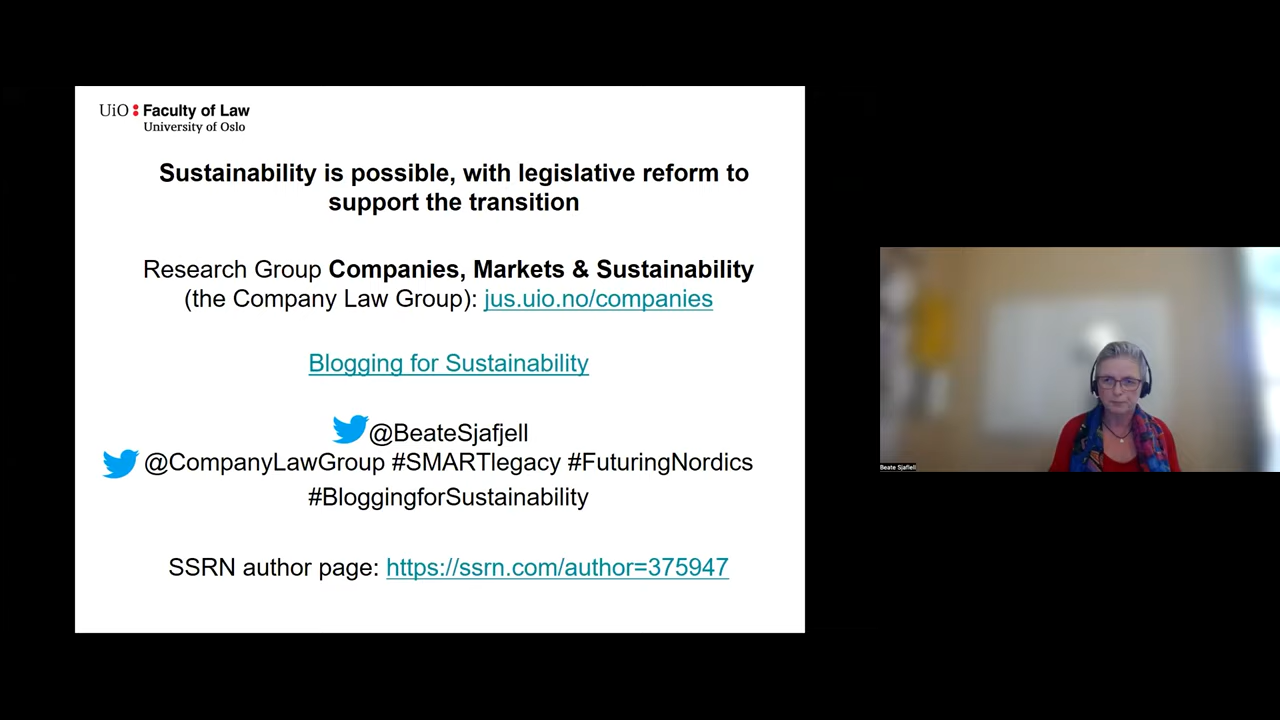 UiO : Faculty of Law
University of Oslo
Sustainability is possible, with legislative reform to
support the transition
Research Group Companies, Markets & Sustainability
(the Company Law Group): jus.uio.no/companies
Blogging for Sustainability
@BeateSjafjell
@CompanyLawGroup #SMARTlegacy #FuturingNordics
#BloggingforSustainability
SSRN author page: https://ssrn.com/author=375947
Beate Sjafjell